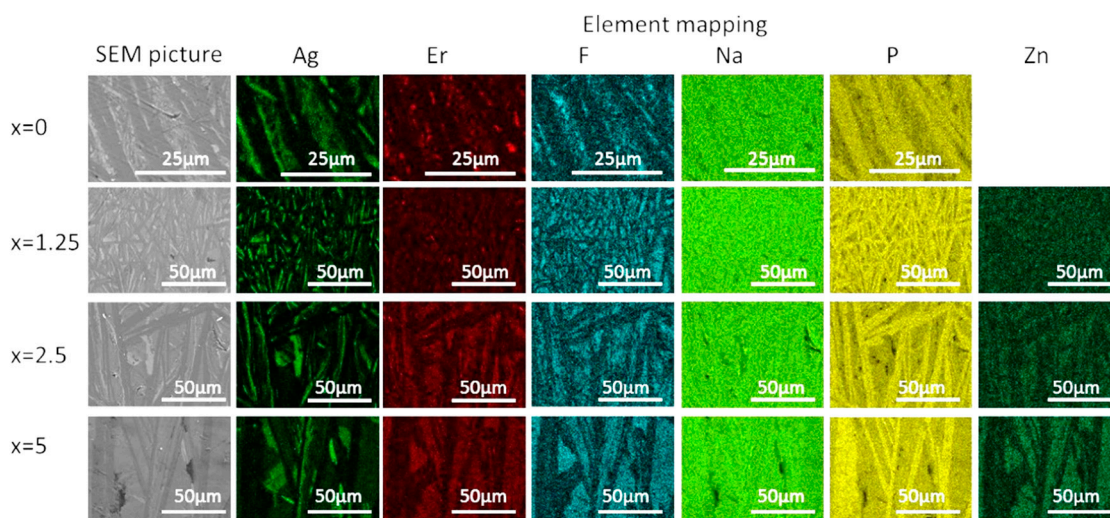 Element mapping
SEM picture Ag Er F Na P Zn
x=0
25µm 25µm 25µm 25µm 25µm 25µm
x=1.25
50µm 50µm 50µm 50µm 50µm 50µm 50µm
x=2.5
50µm 50µm 50µm 50µm 50µm 50µm 50µm
x=5
50µm 50µm 50µm 50µm 50µm 50µm 50µm